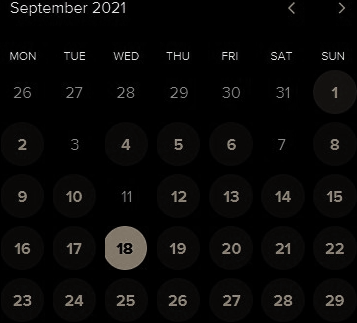 September 2021
MON TUE WED THU FRI SAT SUN
26 27 28 29 30 31 1
2 3 4 5 6 7 8
9 10 11 12 13 14 15
16 17 18 19 20 21 22
23 24 25 26 27 28 29